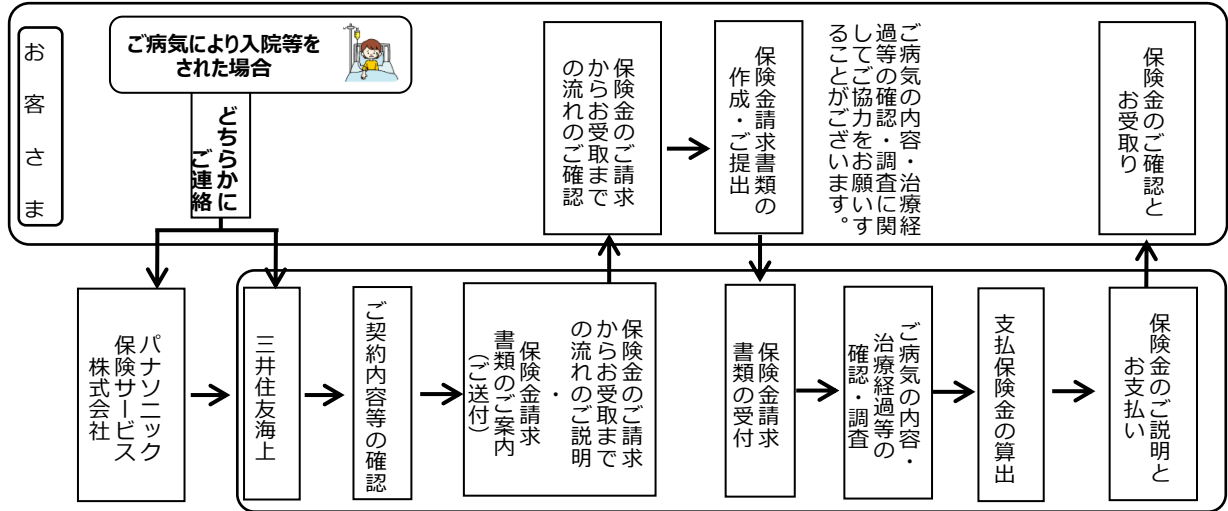 お客さま
ご病気により入院等を
された場合
どちらかに
ご連絡
保険金のご請求
からお受取まで
の流れのご確認
保険金請求書類の
作成・ご提出
ご病気の内容・治療経
過等の確認・調査に関
してご協力をお願いす
ることがございます。
保険金のご確認と
お受取り
パナソニック
保険サービス
株式会社
三井住友海上
ご契約内容等の確認
保険金のご請求
からお受取まで
の流れのご説明
・
保険金請求
書類のご案内
（ご送付）
保険金請求
書類の受付
ご病気の内容・
治療経過等の
確認・調査
支払保険金の算出
保険金のご説明と
お支払い